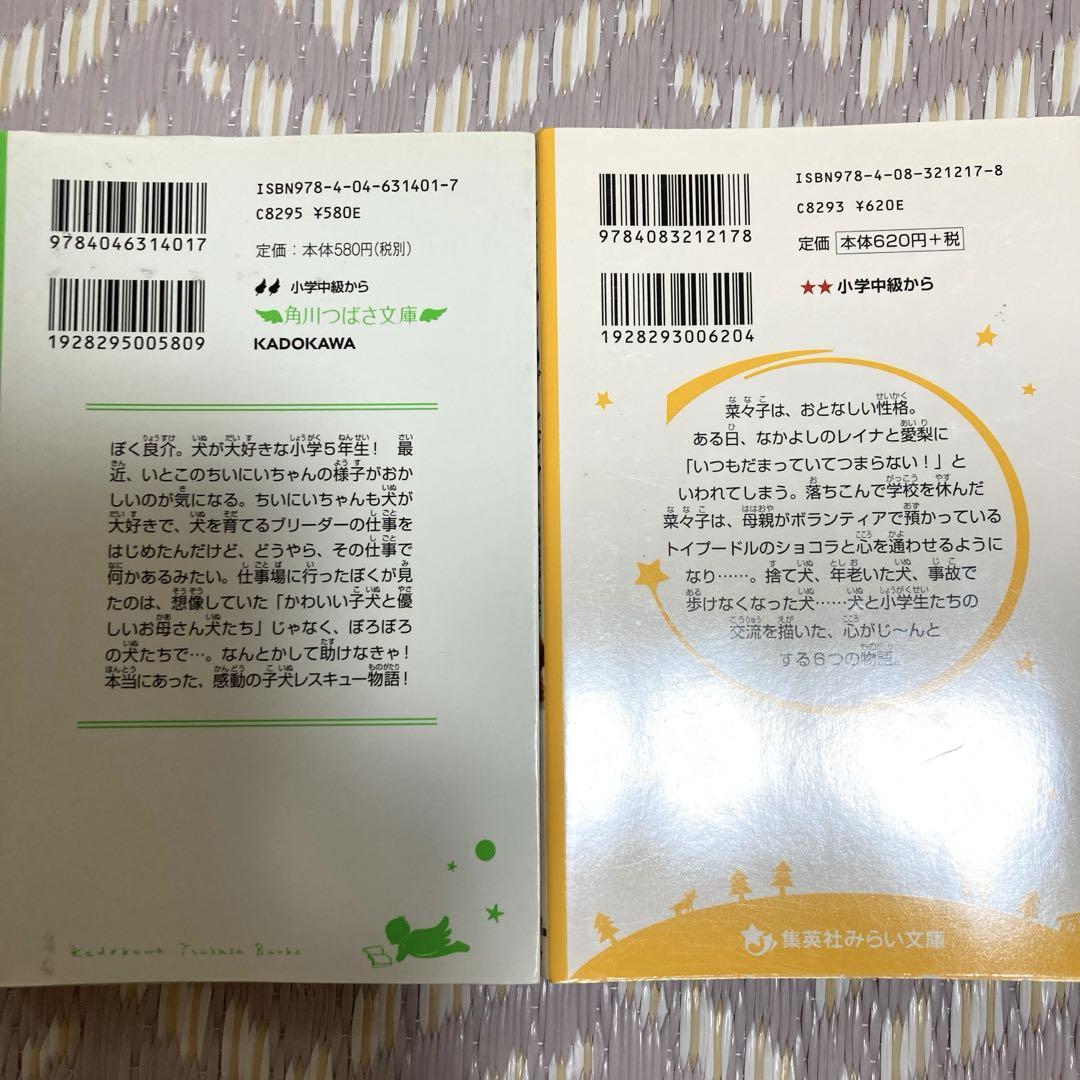 ISBN978-4-04-631401-7
C8295 ¥580E
9784046314017
定価：本体580円(税別)
小学中級から
角川つばさ文庫
KADOKAWA
1928295005809
ぼく良介。犬が大好きな小学5年生！ 最
近、いとこのちいにいちゃんの様子がおか
しいのが気になる。ちいにいちゃんも犬が
大好きで、犬を育てるブリーダーの仕事を
はじめたんだけど、どうやら、その仕事で
何かあるみたい。仕事場に行ったぼくが見
たのは、想像していた「かわいい子犬と優
しいお母さん犬たち」じゃなく、ぼろぼろ
の犬たちで…。なんとかして助けなきゃ！
本当にあった、感動の子犬レスキュー物語！
Kadokawa Tsubasa Bunko
ISBN978-4-08-321217-8
C8293 ¥620E
9784083212178
定価 本体620円+税
★★小学中級から
1928293006204
菜々子は、おとなしい性格。
ある日、なかよしのレイナと愛梨に
「いつもだまっていてつまらない！」と
いわれてしまう。落ちこんで学校を休んだ
菜々子は、母親がボランティアで預かっている
トイプードルのショコラと心を通わせるように
なり……。捨て犬、年老いた犬、事故で
歩けなくなった犬……犬と小学生たちの
交流を描いた、心がじ〜んと
する6つの物語。
集英社みらい文庫